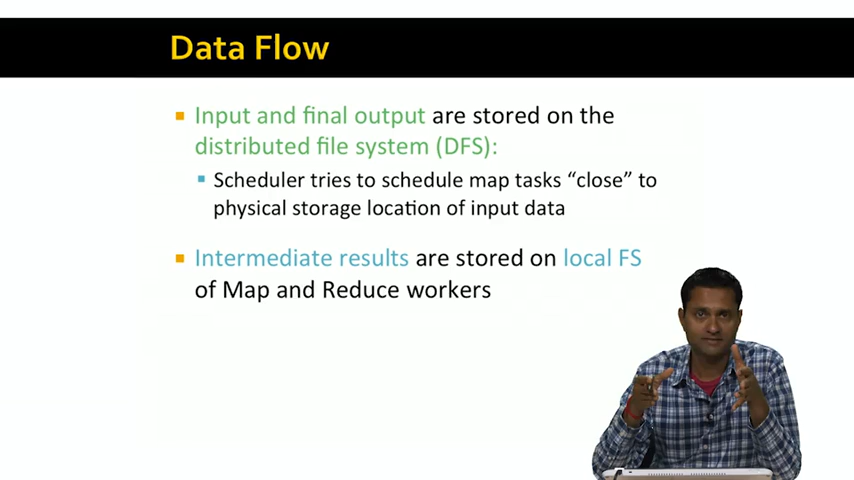 Data Flow
Input and final output are stored on the
distributed file system (DFS):
Scheduler tries to schedule map tasks “close” to
physical storage location of input data
Intermediate results are stored on local FS
of Map and Reduce workers